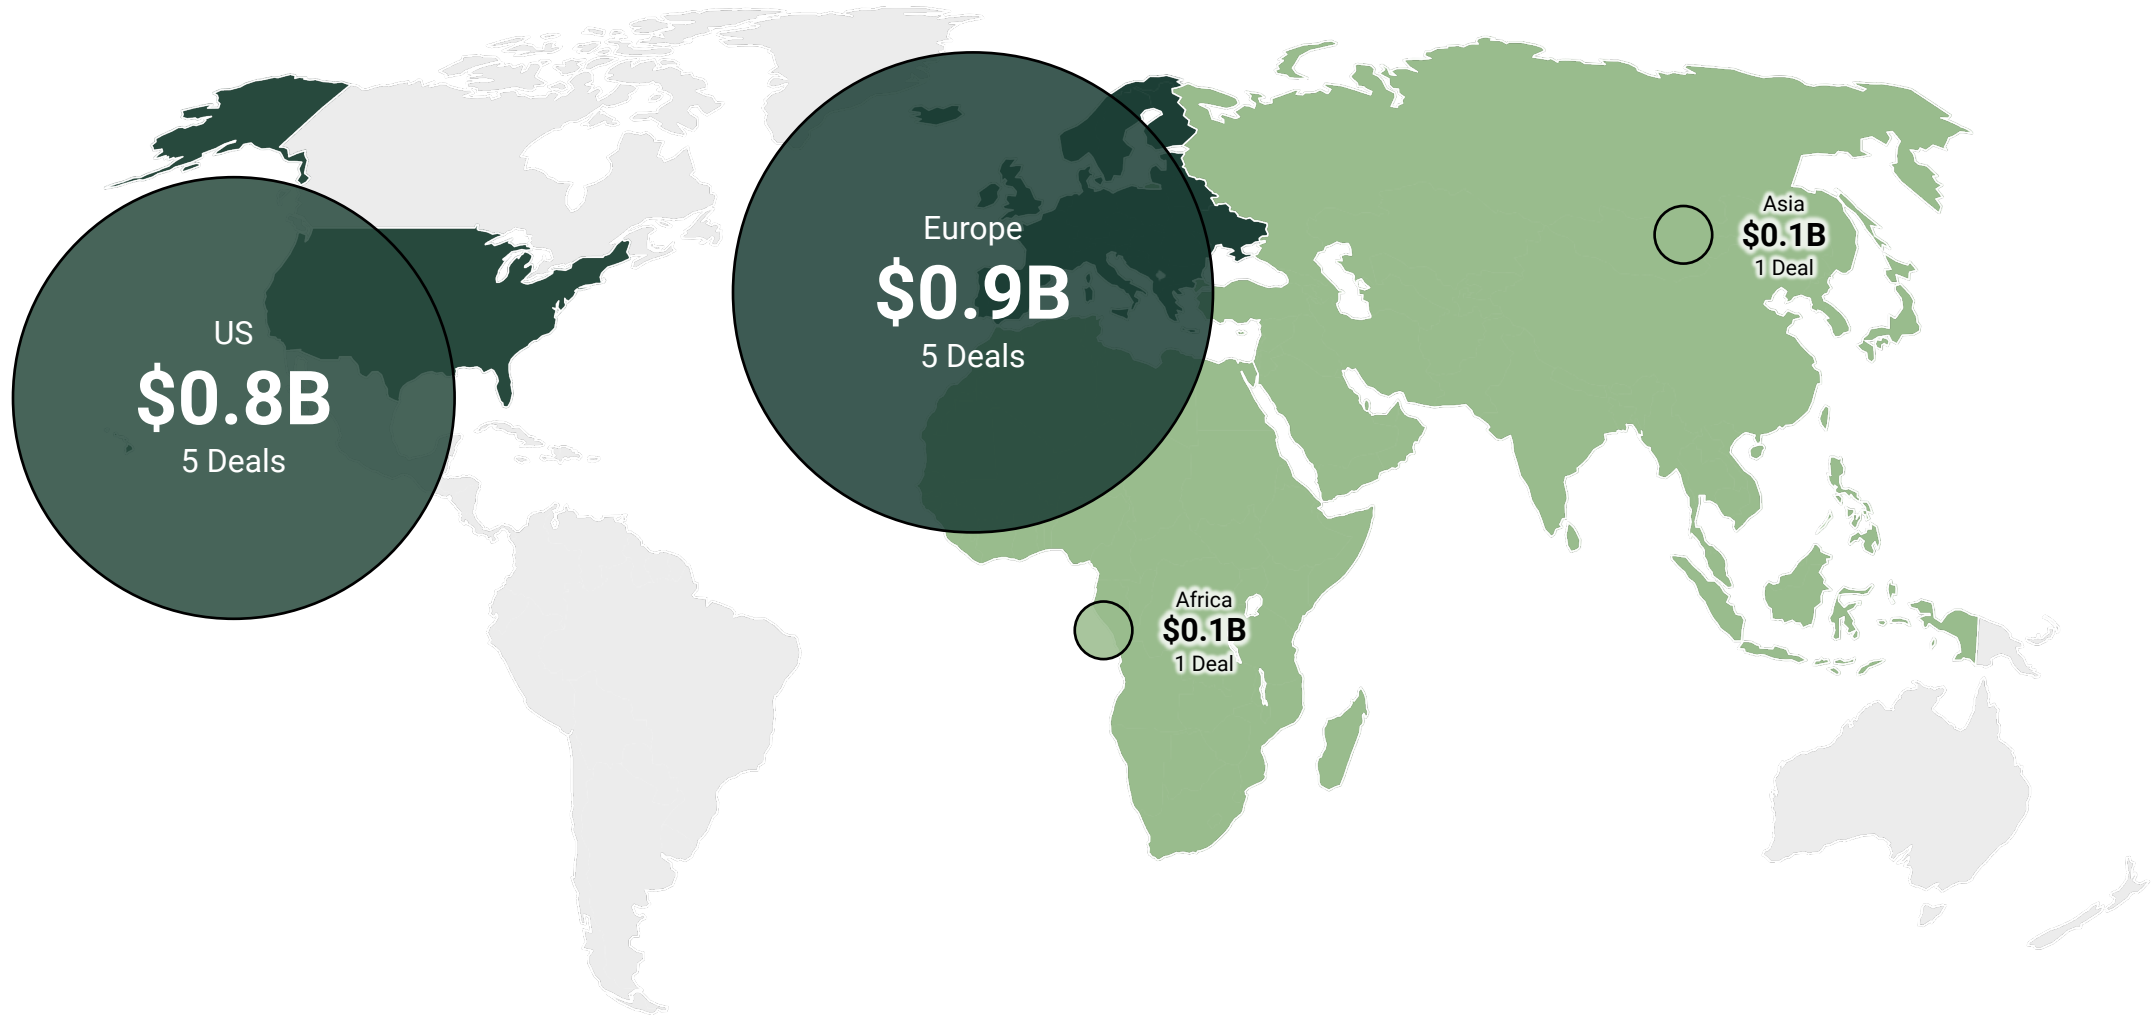 US
$0.8B
5 Deals
Europe
$0.9B
5 Deals
Asia
$0.1B
1 Deal
Africa
$0.1B
1 Deal